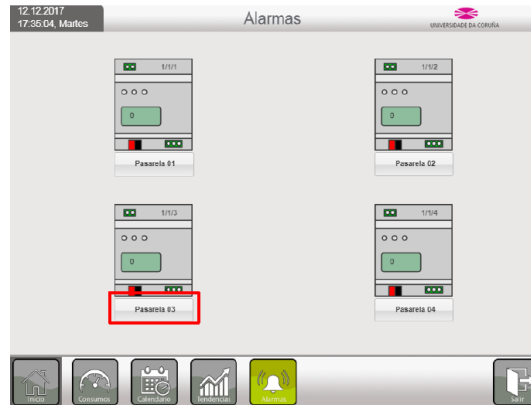 12.12.2017
17:35:04, Martes
Alarmas
UNIVERSIDADE DA CORUÑA
1/1/1
0
Pasarela 01
1/1/2
0
Pasarela 02
1/1/3
0
Pasarela 03
1/1/4
0
Pasarela 04
Inicio
Consumos
Calendario
Tendencias
Alarmas
Salir